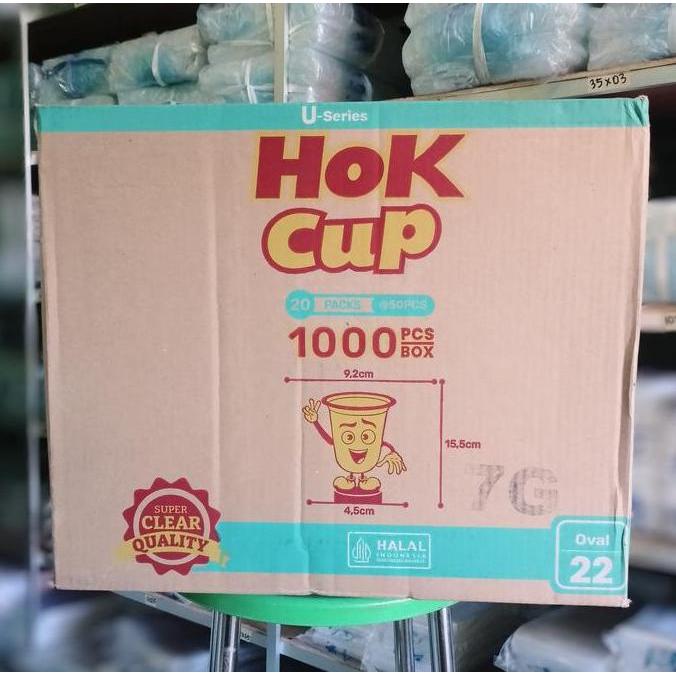 35x03
U-Series
HoK
Cup
20 PACKS @50PCS
1000 PCS
BOX
9,2cm
15,5cm
4,5cm
7G
SUPER
CLEAR
QUALITY
HALAL
INDONESIA
Oval
22